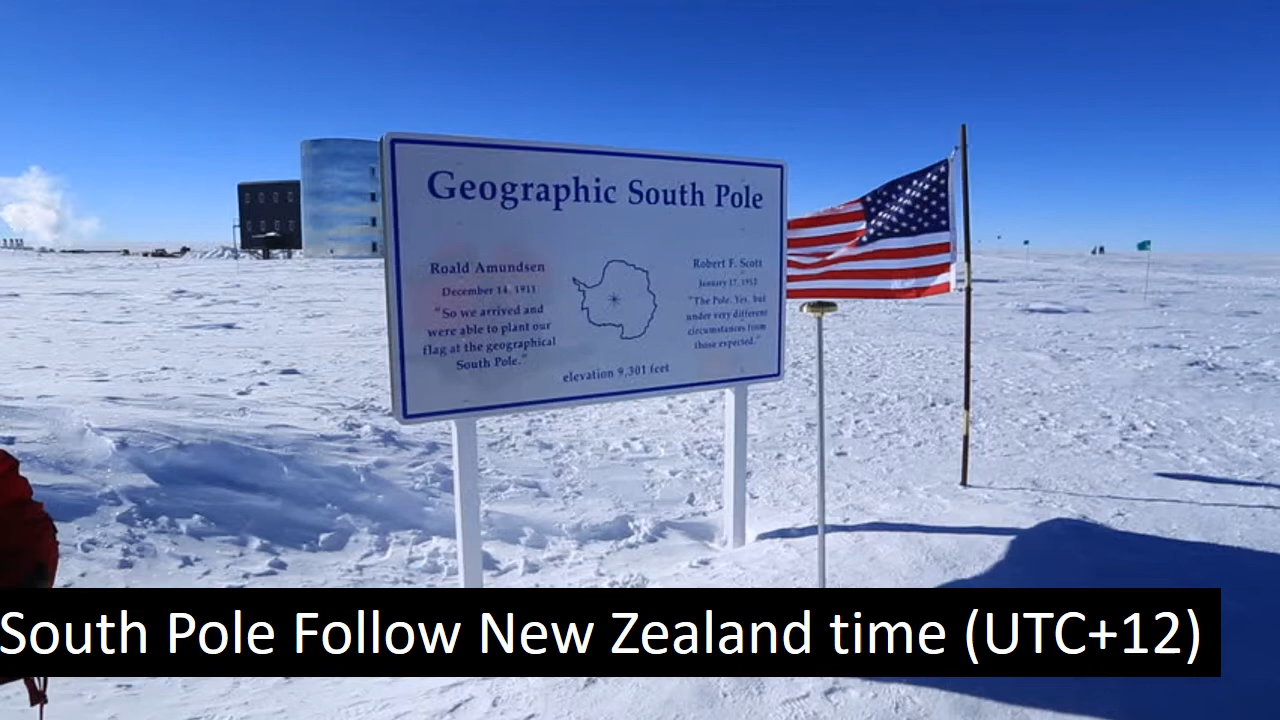 Geographic South Pole
Roald Amundsen
December 14, 1911
"So we arrived and
were able to plant our
flag at the geographical
South Pole."
Robert F. Scott
January 17, 1912
"The Pole. Yes, but
under very different
circumstances from
those expected."
elevation 9,301 feet
South Pole Follow New Zealand time (UTC+12)